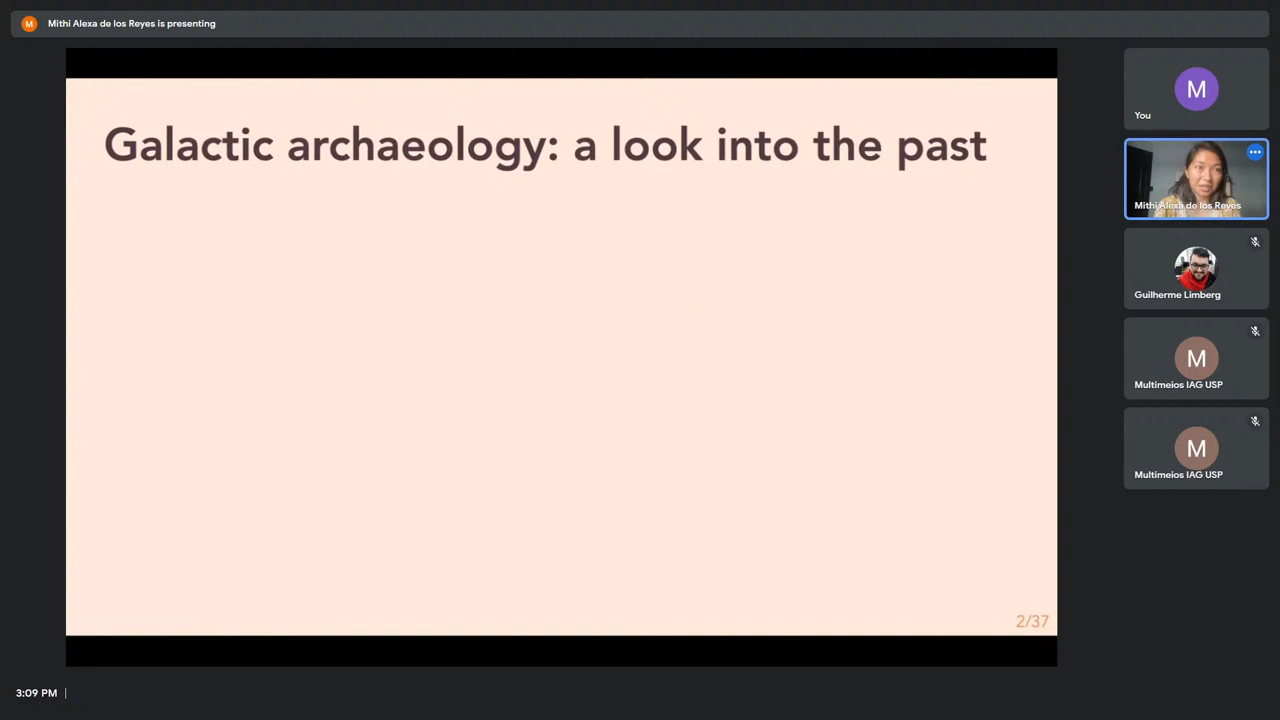 M Mithi Alexa de los Reyes is presenting
Galactic archaeology: a look into the past
2/37
M
You
Mithi Alexa de los Reyes
Guilherme Limberg
M
Multimeios IAG USP
M
Multimeios IAG USP
3:09 PM